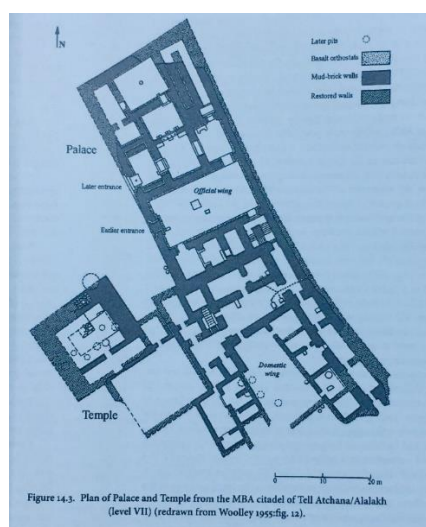 N
Later pits
Basalt orthostats
Mud-brick walls
Restored walls
Palace
Later entrance
Official wing
Earlier entrance
Domestic
wing
Temple
0 10 20 m
Figure 14.3. Plan of Palace and Temple from the MBA citadel of Tell Atchana/Alalakh
(level VII) (redrawn from Woolley 1955:fig. 12).